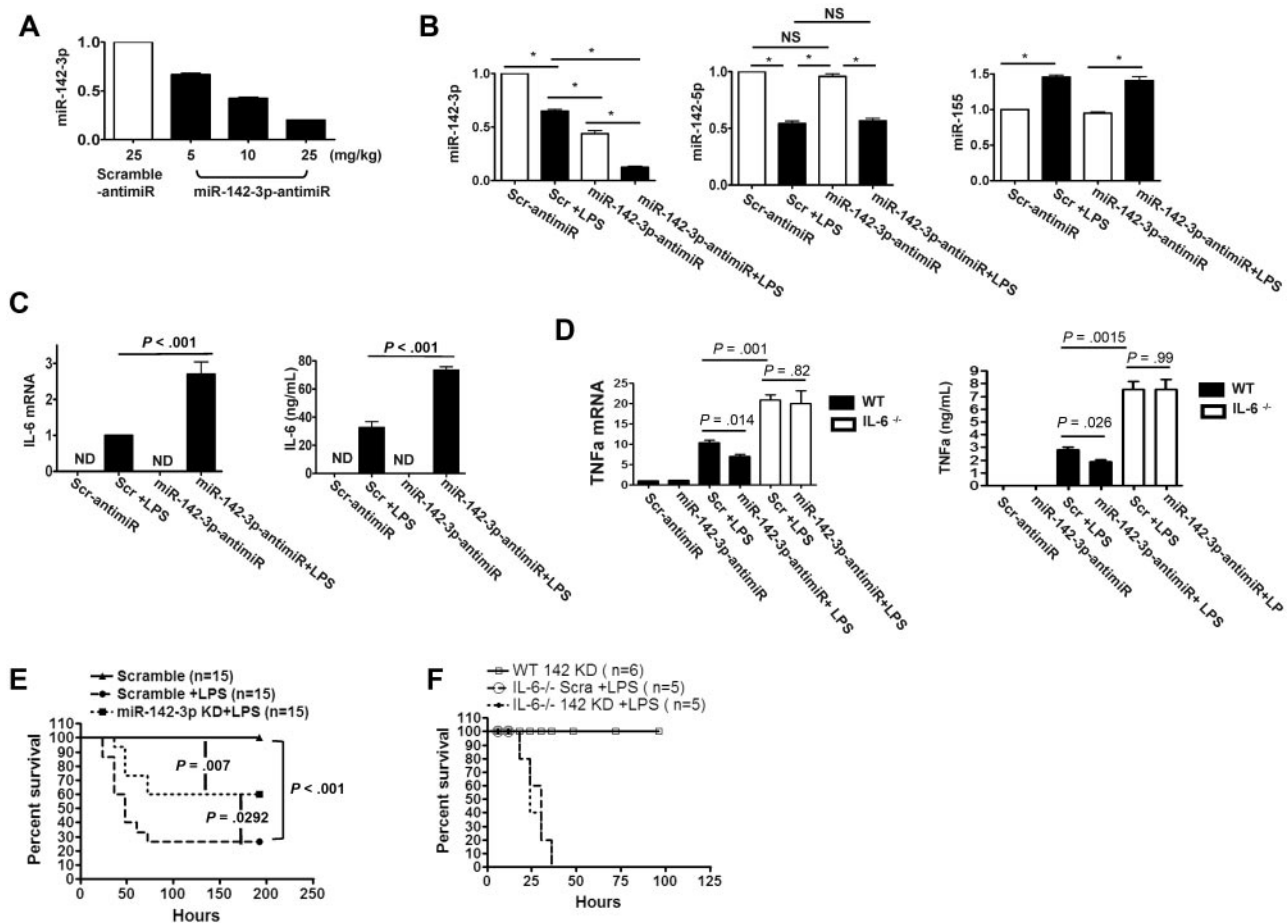 A
miR-142-3p
1.0
0.5
0.0
25 5 10 25 (mg/kg)
Scramble
-antimiR
miR-142-3p-antimiR
B
miR-142-3p
1.0
0.5
0.0
*
*
*
*
Scr-antimiR
Scr +LPS
miR-142-3p-antimiR
miR-142-3p-antimiR+LPS
miR-142-5p
1.0
0.5
0.0
NS
NS
* * *
Scr-antimiR
Scr +LPS
miR-142-3p-antimiR
miR-142-3p-antimiR+LPS
miR-155
1.5
1.0
0.5
0.0
* *
Scr-antimiR
Scr +LPS
miR-142-3p-antimiR
miR-142-3p-antimiR+LPS
C
IL-6 mRNA
3
2
1
0
P < .001
ND
ND
Scr-antimiR
Scr +LPS
miR-142-3p-antimiR
miR-142-3p-antimiR+LPS
IL-6 (ng/mL)
80
60
40
20
0
P < .001
ND
ND
Scr-antimiR
Scr +LPS
miR-142-3p-antimiR
miR-142-3p-antimiR+LPS
D
TNFa mRNA
25
20
15
10
5
0
P = .001
P = .82
P = .014
WT
IL-6 -/-
Scr-antimiR
miR-142-3p-antimiR
Scr +LPS
miR-142-3p-antimiR+ LPS
Scr +LPS
miR-142-3p-antimiR+LPS
TNFa (ng/mL)
9
8
7
6
5
4
3
2
1
0
P = .0015
P = .99
P = .026
WT
IL-6 -/-
Scr-antimiR
miR-142-3p-antimiR
Scr +LPS
miR-142-3p-antimiR+ LPS
Scr +LPS
miR-142-3p-antimiR+LP
E
Scramble (n=15)
Scramble +LPS (n=15)
miR-142-3p KD+LPS (n=15)
Percent survival
110
100
90
80
70
60
50
40
30
20
10
0
P = .007
P < .001
P = .0292
0 50 100 150 200 250
Hours
F
WT 142 KD ( n=6)
IL-6-/- Scra +LPS ( n=5)
IL-6-/- 142 KD +LPS ( n=5)
Percent survival
110
100
90
80
70
60
50
40
30
20
10
0
0 25 50 75 100 125
Hours